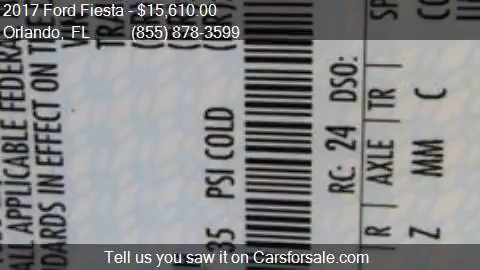 2017 Ford Fiesta - $15,610.00
Orlando, FL (855) 878-3599
ALL APPLICABLE FEDERA
DARDS IN EFFECT ON T
35 PSI COLD
RC: 24 DSO:
R AXLE TR
Z MM C
Tell us you saw it on Carsforsale.com